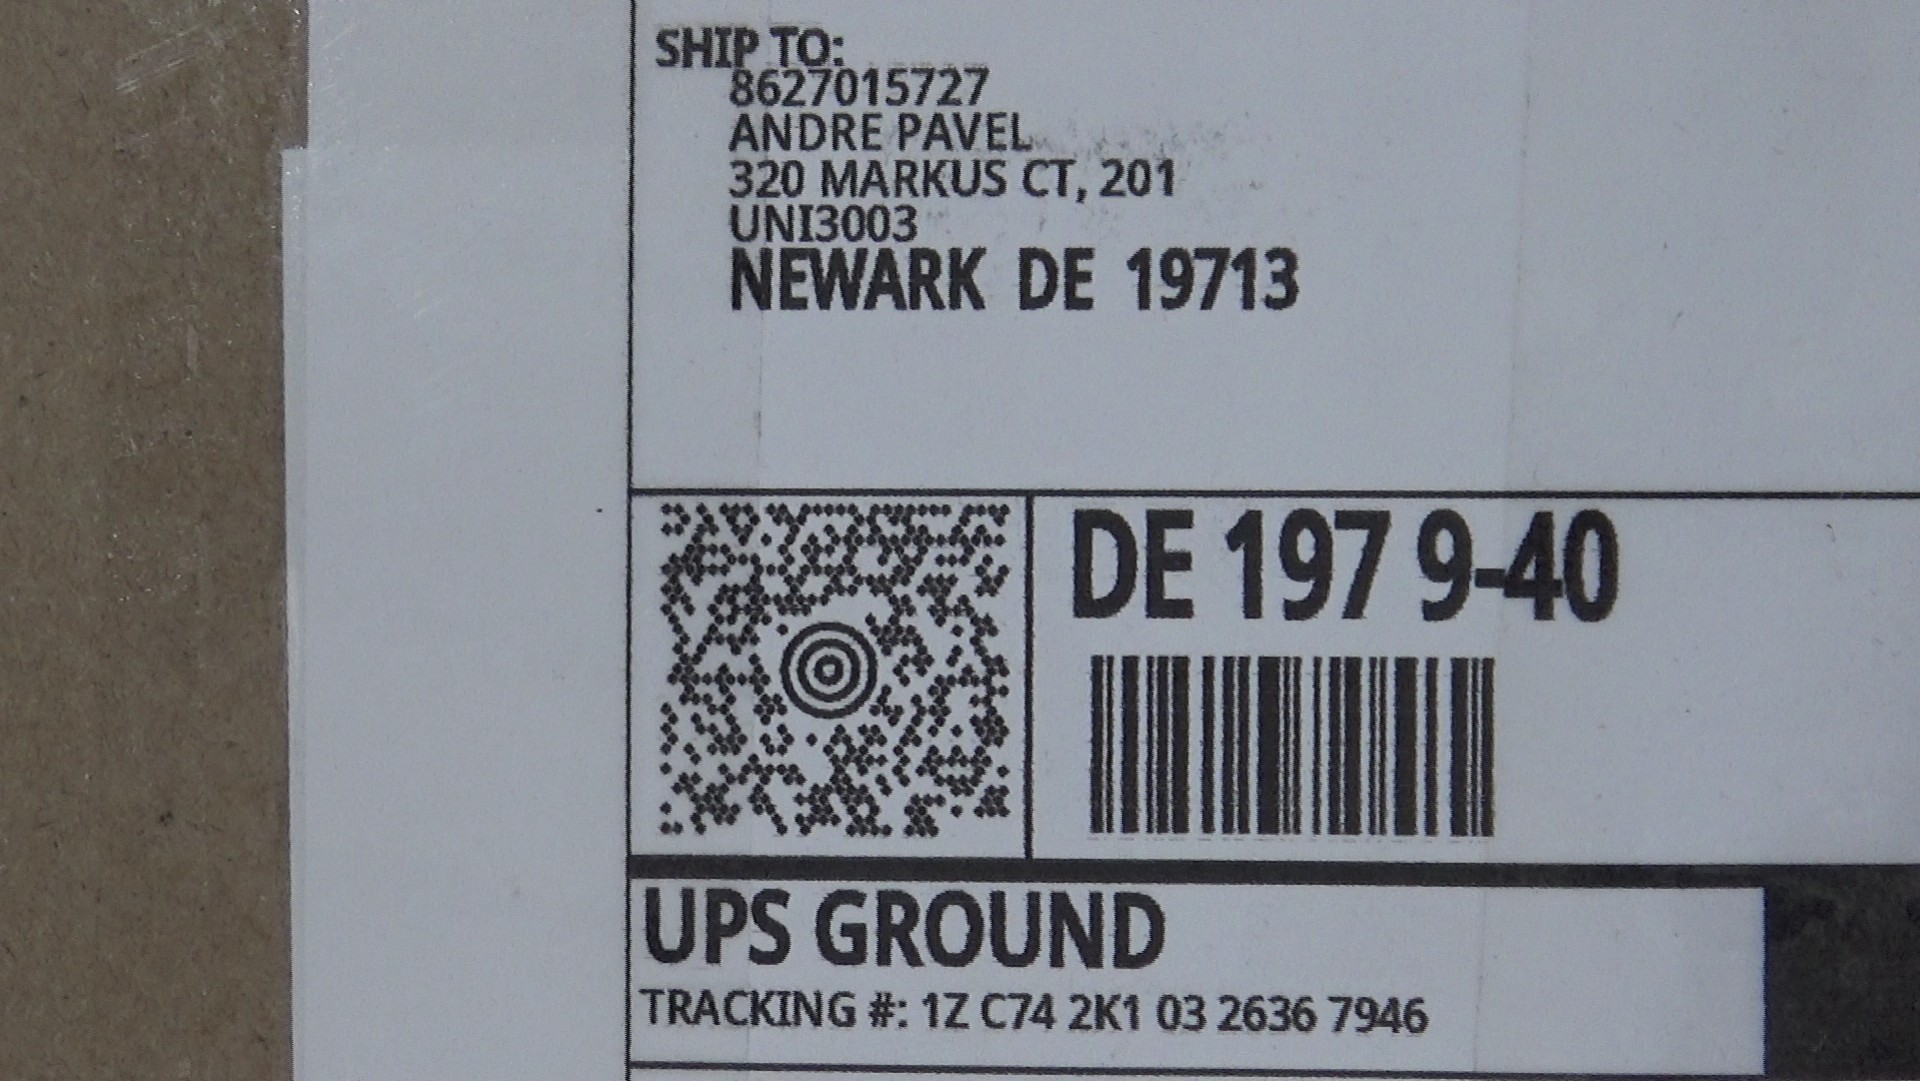 SHIP TO:
8627015727
ANDRE PAVEL
320 MARKUS CT, 201
UNI3003
NEWARK DE 19713
DE 197 9-40
UPS GROUND
TRACKING #: 1Z C74 2K1 03 2636 7946